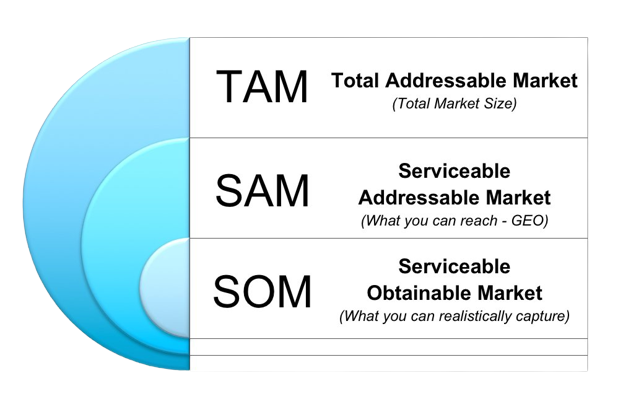 TAM
Total Addressable Market
(Total Market Size)
SAM
Serviceable
Addressable Market
(What you can reach - GEO)
SOM
Serviceable
Obtainable Market
(What you can realistically capture)